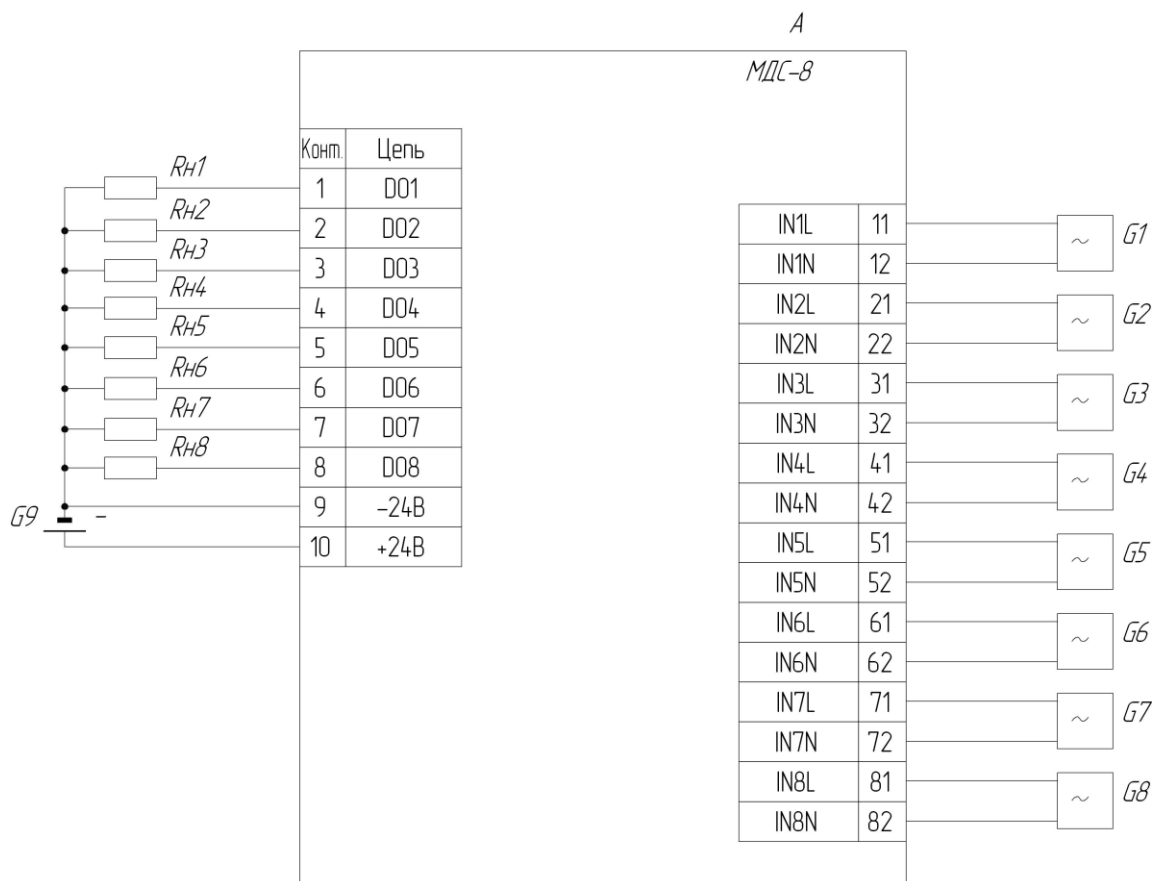 А
МДС-8
Конт. Цепь
Rн1 1 DO1
Rн2 2 DO2
Rн3 3 DO3
Rн4 4 DO4
Rн5 5 DO5
Rн6 6 DO6
Rн7 7 DO7
Rн8 8 DO8
G9 – 9 –24В
10 +24В
IN1L 11 G1
IN1N 12
IN2L 21 G2
IN2N 22
IN3L 31 G3
IN3N 32
IN4L 41 G4
IN4N 42
IN5L 51 G5
IN5N 52
IN6L 61 G6
IN6N 62
IN7L 71 G7
IN7N 72
IN8L 81 G8
IN8N 82
~
~
~
~
~
~
~
~